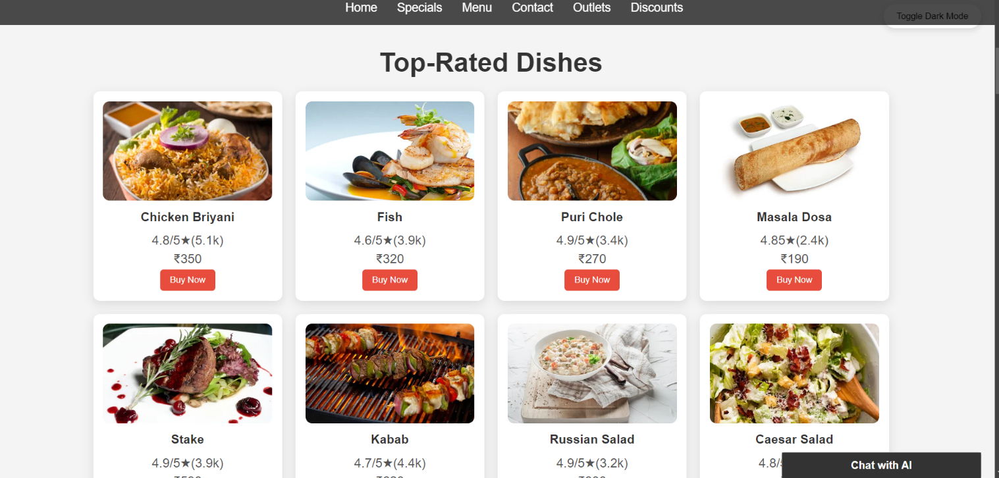 Home Specials Menu Contact Outlets Discounts
Toggle Dark Mode
Top-Rated Dishes
Chicken Briyani
4.8/5★(5.1k)
₹350
Buy Now
Fish
4.6/5★(3.9k)
₹320
Buy Now
Puri Chole
4.9/5★(3.4k)
₹270
Buy Now
Masala Dosa
4.85★(2.4k)
₹190
Buy Now
Stake
4.9/5★(3.9k)
Kabab
4.7/5★(4.4k)
Russian Salad
4.9/5★(3.2k)
Caesar Salad
4.8/
Chat with AI